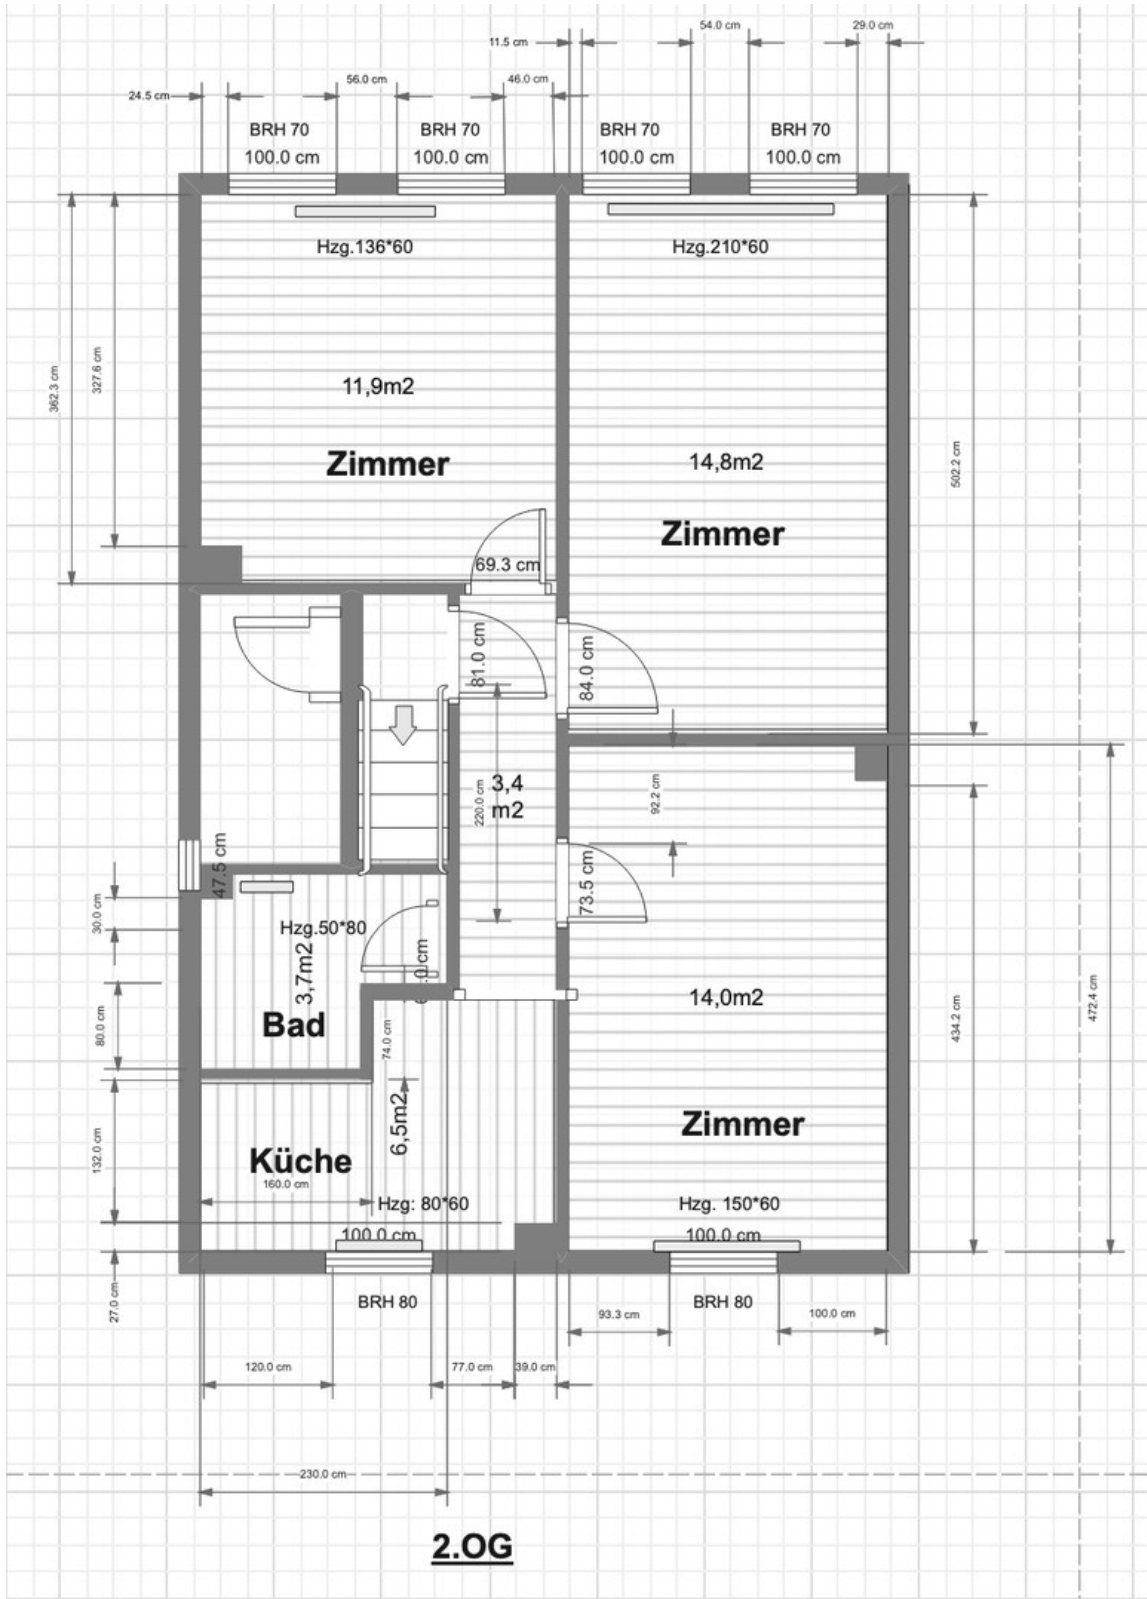 54.0 cm
29.0 cm
11.5 cm
56.0 cm
46.0 cm
24.5 cm
BRH 70
BRH 70
BRH 70
BRH 70
100.0 cm
100.0 cm
100.0 cm
100.0 cm
Hzg.136*60
Hzg.210*60
362.3 cm
327.6 cm
11,9m2
Zimmer
502.2 cm
14,8m2
Zimmer
69.3 cm
81.0 cm
84.0 cm
220.0 cm
3,4
m2
92.2 cm
47.5 cm
73.5 cm
30.0 cm
Hzg.50*80
3,7m2
Bad
14,0m2
80.0 cm
74.0 cm
434.2 cm
472.4 cm
6,5m2
Zimmer
132.0 cm
Küche
160.0 cm
Hzg: 80*60
Hzg. 150*60
100.0 cm
100.0 cm
27.0 cm
BRH 80
BRH 80
93.3 cm
100.0 cm
120.0 cm
77.0 cm
39.0 cm
230.0 cm
2.OG